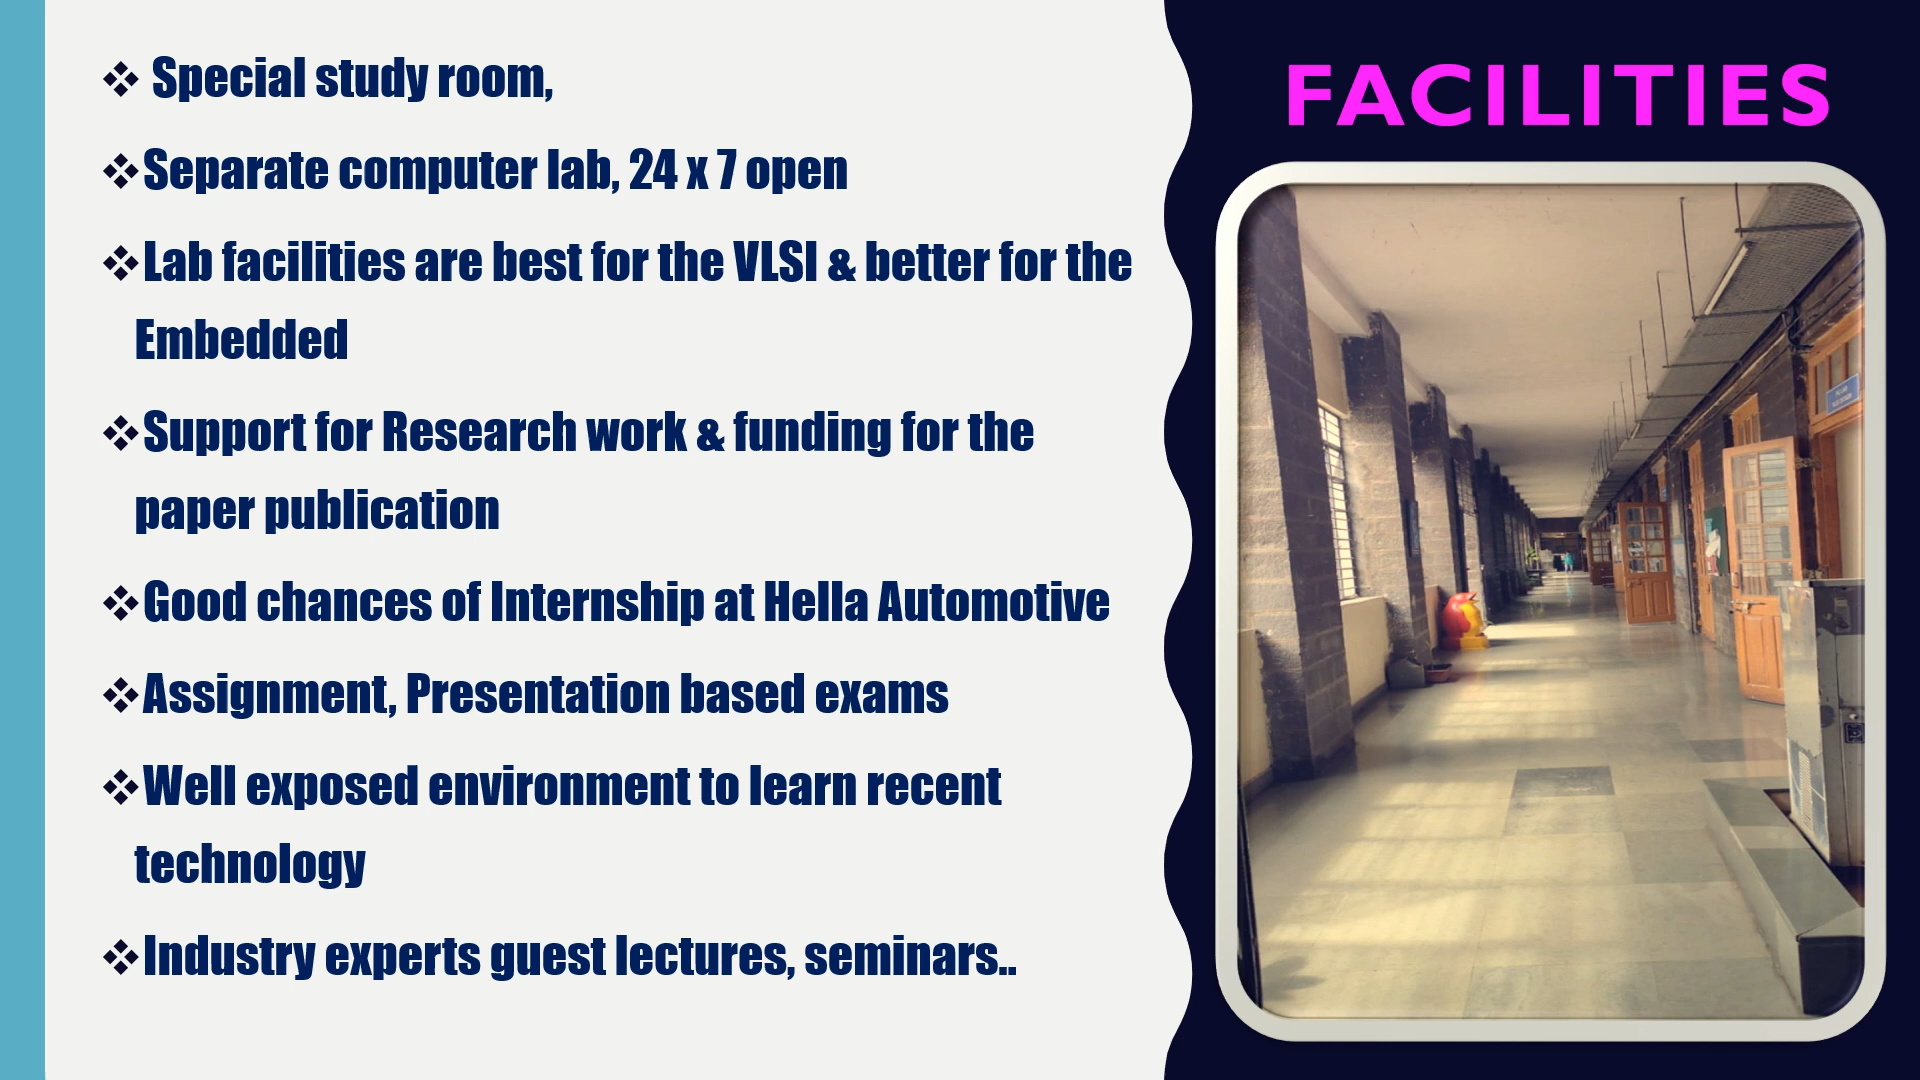 FACILITIES
❖ Special study room,
❖Separate computer lab, 24 x 7 open
❖Lab facilities are best for the VLSI & better for the
Embedded
❖Support for Research work & funding for the
paper publication
❖Good chances of Internship at Hella Automotive
❖Assignment, Presentation based exams
❖Well exposed environment to learn recent
technology
❖Industry experts guest lectures, seminars..